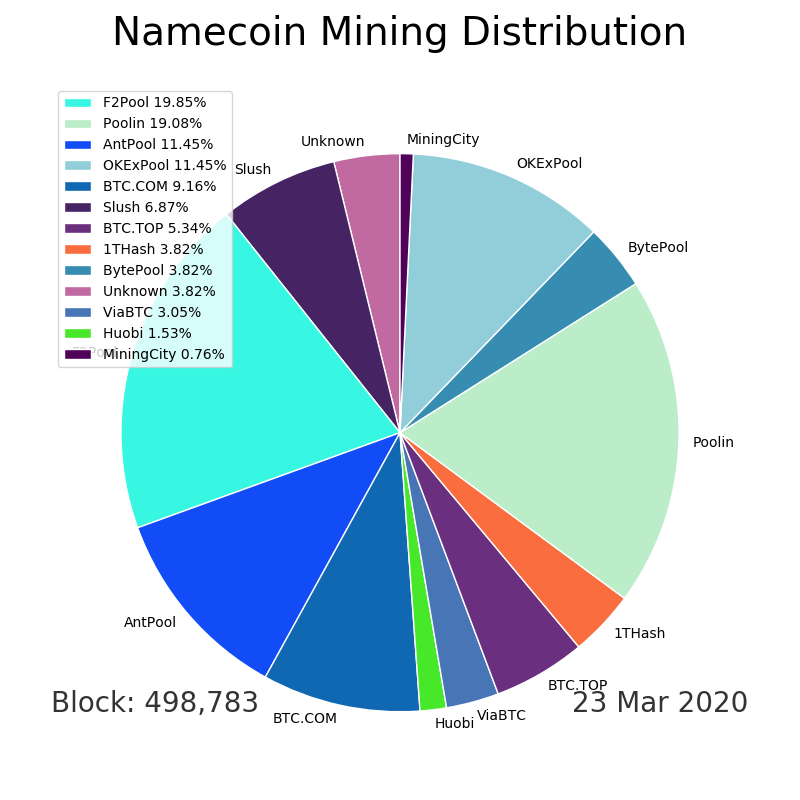 Namecoin Mining Distribution
F2Pool 19.85%
Poolin 19.08%
AntPool 11.45%
OKExPool 11.45%
BTC.COM 9.16%
Slush 6.87%
BTC.TOP 5.34%
1THash 3.82%
BytePool 3.82%
Unknown 3.82%
ViaBTC 3.05%
Huobi 1.53%
MiningCity 0.76%
Unknown
MiningCity
Slush
OKExPool
BytePool
F2Pool
Poolin
AntPool
1THash
BTC.TOP
BTC.COM
Huobi
ViaBTC
Block: 498,783
23 Mar 2020